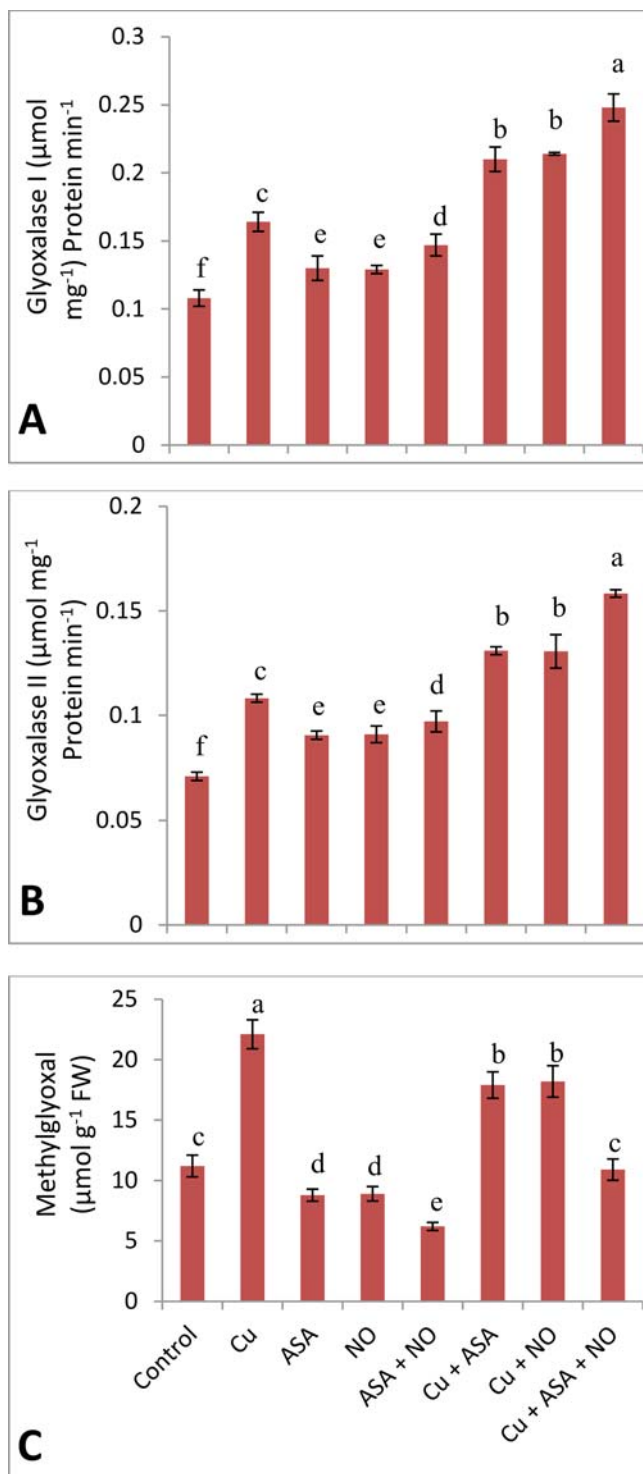 0.3
0.25
0.2
0.15
0.1
0.05
0
Glyoxalase I (µmol
mg⁻¹) Protein min⁻¹
f
c
e
e
d
b
b
a
A
0.2
0.15
0.1
0.05
0
Glyoxalase II (µmol mg⁻¹
Protein min⁻¹)
f
c
e
e
d
b
b
a
B
25
20
15
10
5
0
Methylglyoxal
(µmol g⁻¹ FW)
c
a
d
d
e
b
b
c
Control
Cu
ASA
NO
ASA + NO
Cu + ASA
Cu + NO
Cu + ASA + NO
C